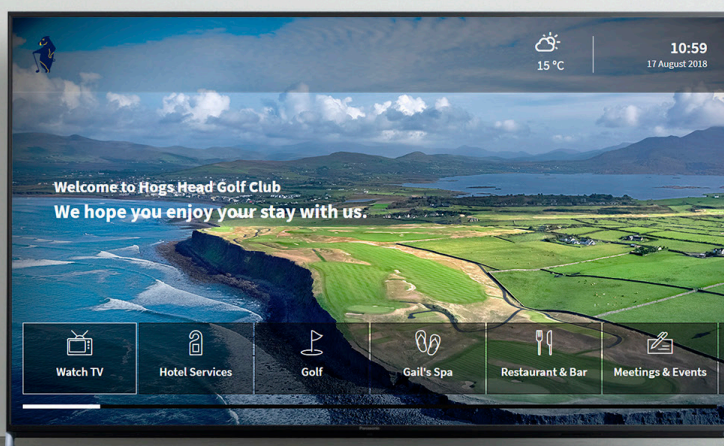 15 °C
10:59
17 August 2018
Welcome to Hogs Head Golf Club
We hope you enjoy your stay with us.
Watch TV
Hotel Services
Golf
Gail's Spa
Restaurant & Bar
Meetings & Events
Panasonic